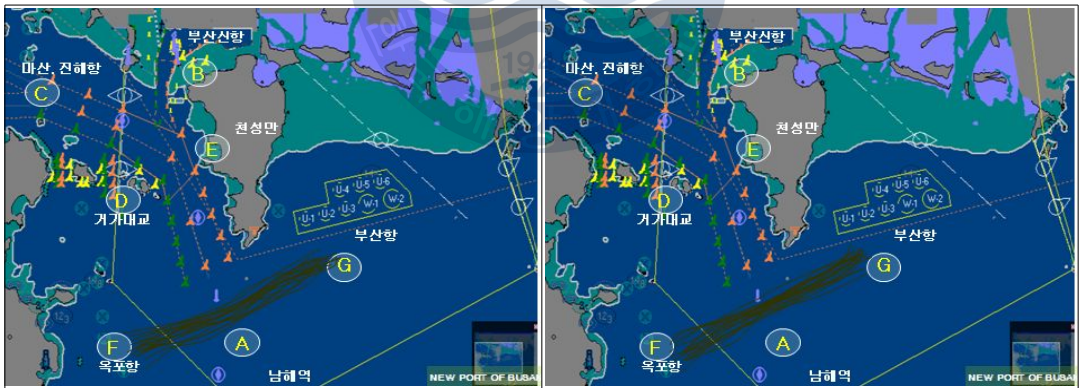 부산신항
B
마산, 진해항
C
천성만
E
U-4 U-5 U-6
U-1 U-2 U-3 W-1 W-2
D
거가대교
부산항
G
F
A
옥포항
남해역
NEW PORT OF BUSAN
부산신항
B
마산, 진해항
C
천성만
E
U-4 U-5 U-6
U-1 U-2 U-3 W-1 W-2
D
거가대교
부산항
G
F
A
옥포항
남해역
NEW PORT OF BUSAN